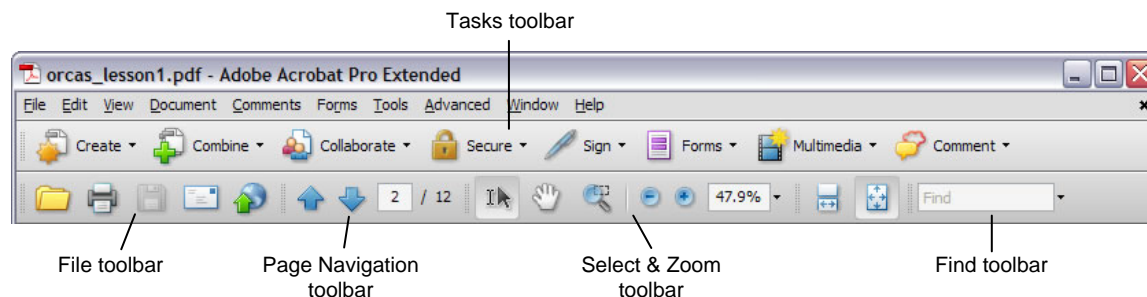 Tasks toolbar
orcas_lesson1.pdf - Adobe Acrobat Pro Extended
File Edit View Document Comments Forms Tools Advanced Window Help
Create Combine Collaborate Secure Sign Forms Multimedia Comment
2 / 12 47.9% Find
File toolbar Page Navigation toolbar Select & Zoom toolbar Find toolbar